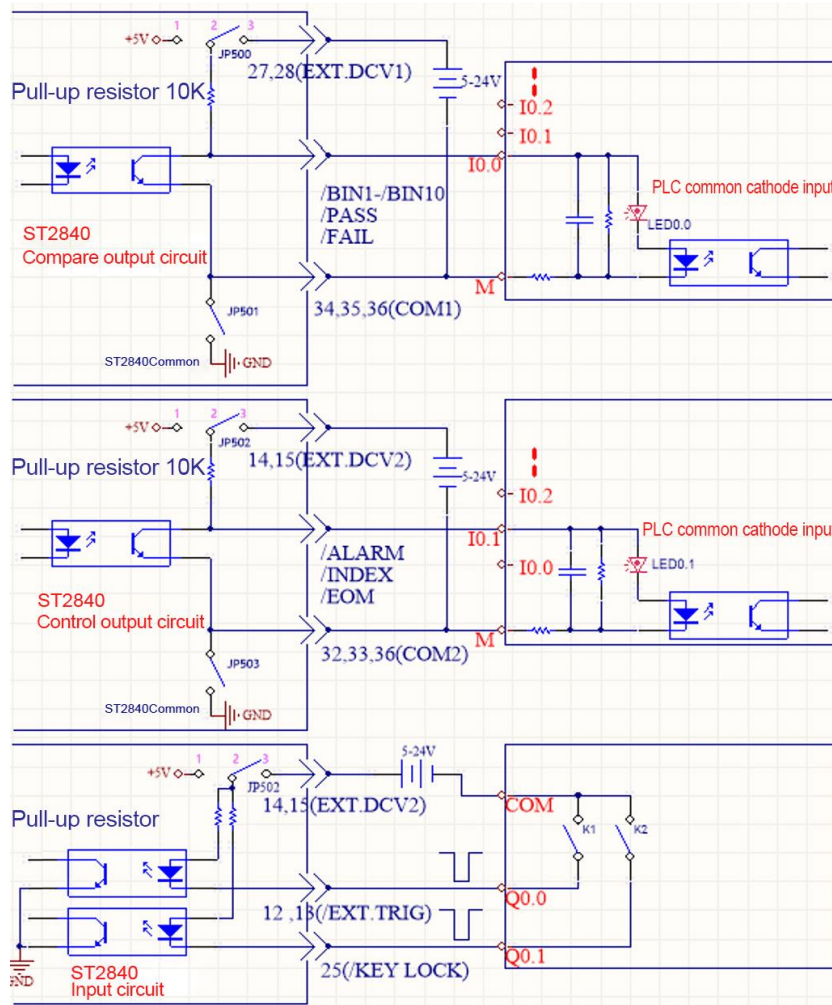 1 2 3
+5V
JP500
27,28(EXT.DCV1)
5-24V
Pull-up resistor 10K
I0.2
I0.1
I0.0
PLC common cathode input
/BIN1-/BIN10
/PASS
/FAIL
LED0.0
ST2840
Compare output circuit
M
JP501
34,35,36(COM1)
ST2840Common
GND
1 2 3
+5V
JP502
14,15(EXT.DCV2)
5-24V
Pull-up resistor 10K
I0.2
I0.1
PLC common cathode input
/ALARM
I0.0
LED0.1
/INDEX
/EOM
ST2840
Control output circuit
M
JP503
32,33,36(COM2)
ST2840Common
GND
5-24V
1 2 3
+5V
JP502
14,15(EXT.DCV2)
COM
Pull-up resistor
K1
K2
12 ,13(/EXT.TRIG)
Q0.0
25(/KEY LOCK)
Q0.1
ST2840
Input circuit
GND